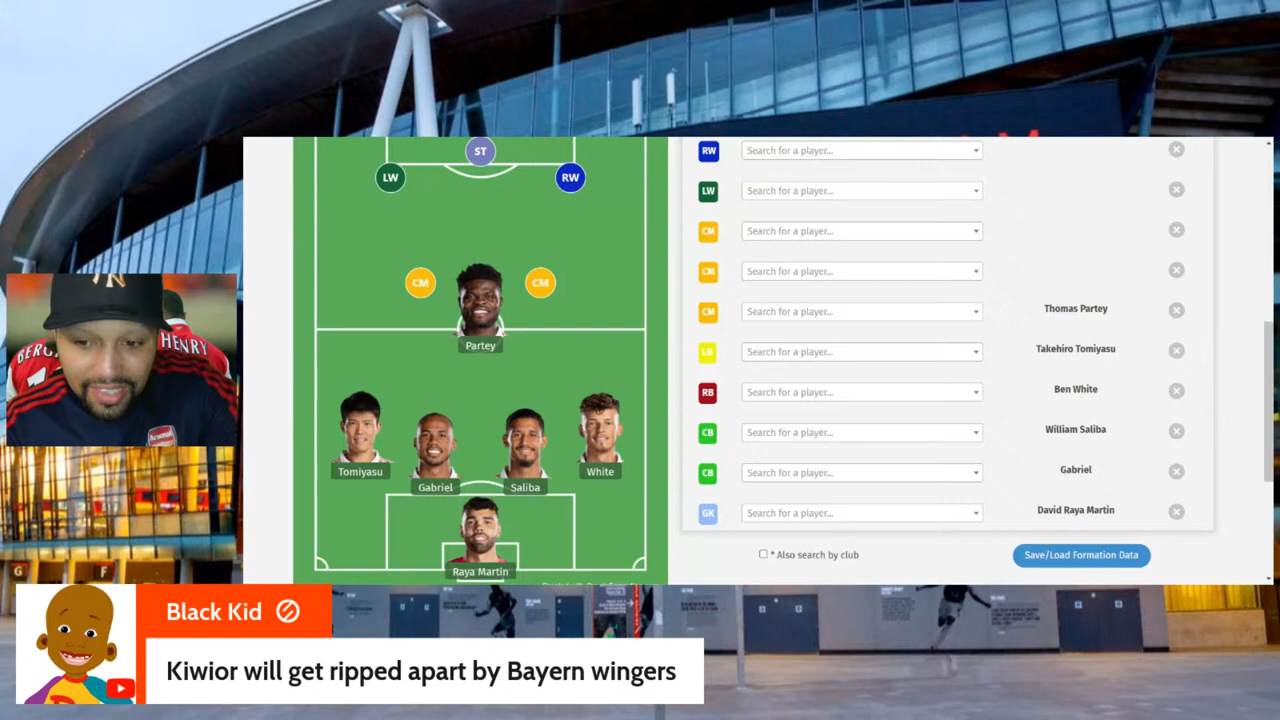 ST
LW
RW
CM
CM
Partey
Tomiyasu
Gabriel
Saliba
White
Raya Martin
RW Search for a player...
LW Search for a player...
CM Search for a player...
CM Search for a player...
CM Search for a player... Thomas Partey
LB Search for a player... Takehiro Tomiyasu
RB Search for a player... Ben White
CB Search for a player... William Saliba
CB Search for a player... Gabriel
GK Search for a player... David Raya Martin
* Also search by club
Save/Load Formation Data
HENRY
Arsenal
G
F
Black Kid
Kiwior will get ripped apart by Bayern wingers